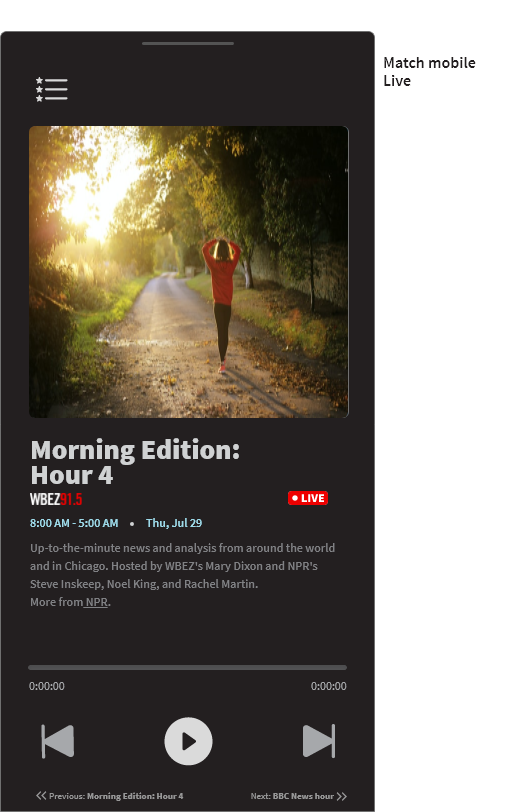 Match mobile
Live
Morning Edition:
Hour 4
WBEZ91.5
LIVE
8:00 AM - 5:00 AM • Thu, Jul 29
Up-to-the-minute news and analysis from around the world
and in Chicago. Hosted by WBEZ's Mary Dixon and NPR's
Steve Inskeep, Noel King, and Rachel Martin.
More from NPR.
0:00:00 0:00:00
Previous: Morning Edition: Hour 4 Next: BBC News hour